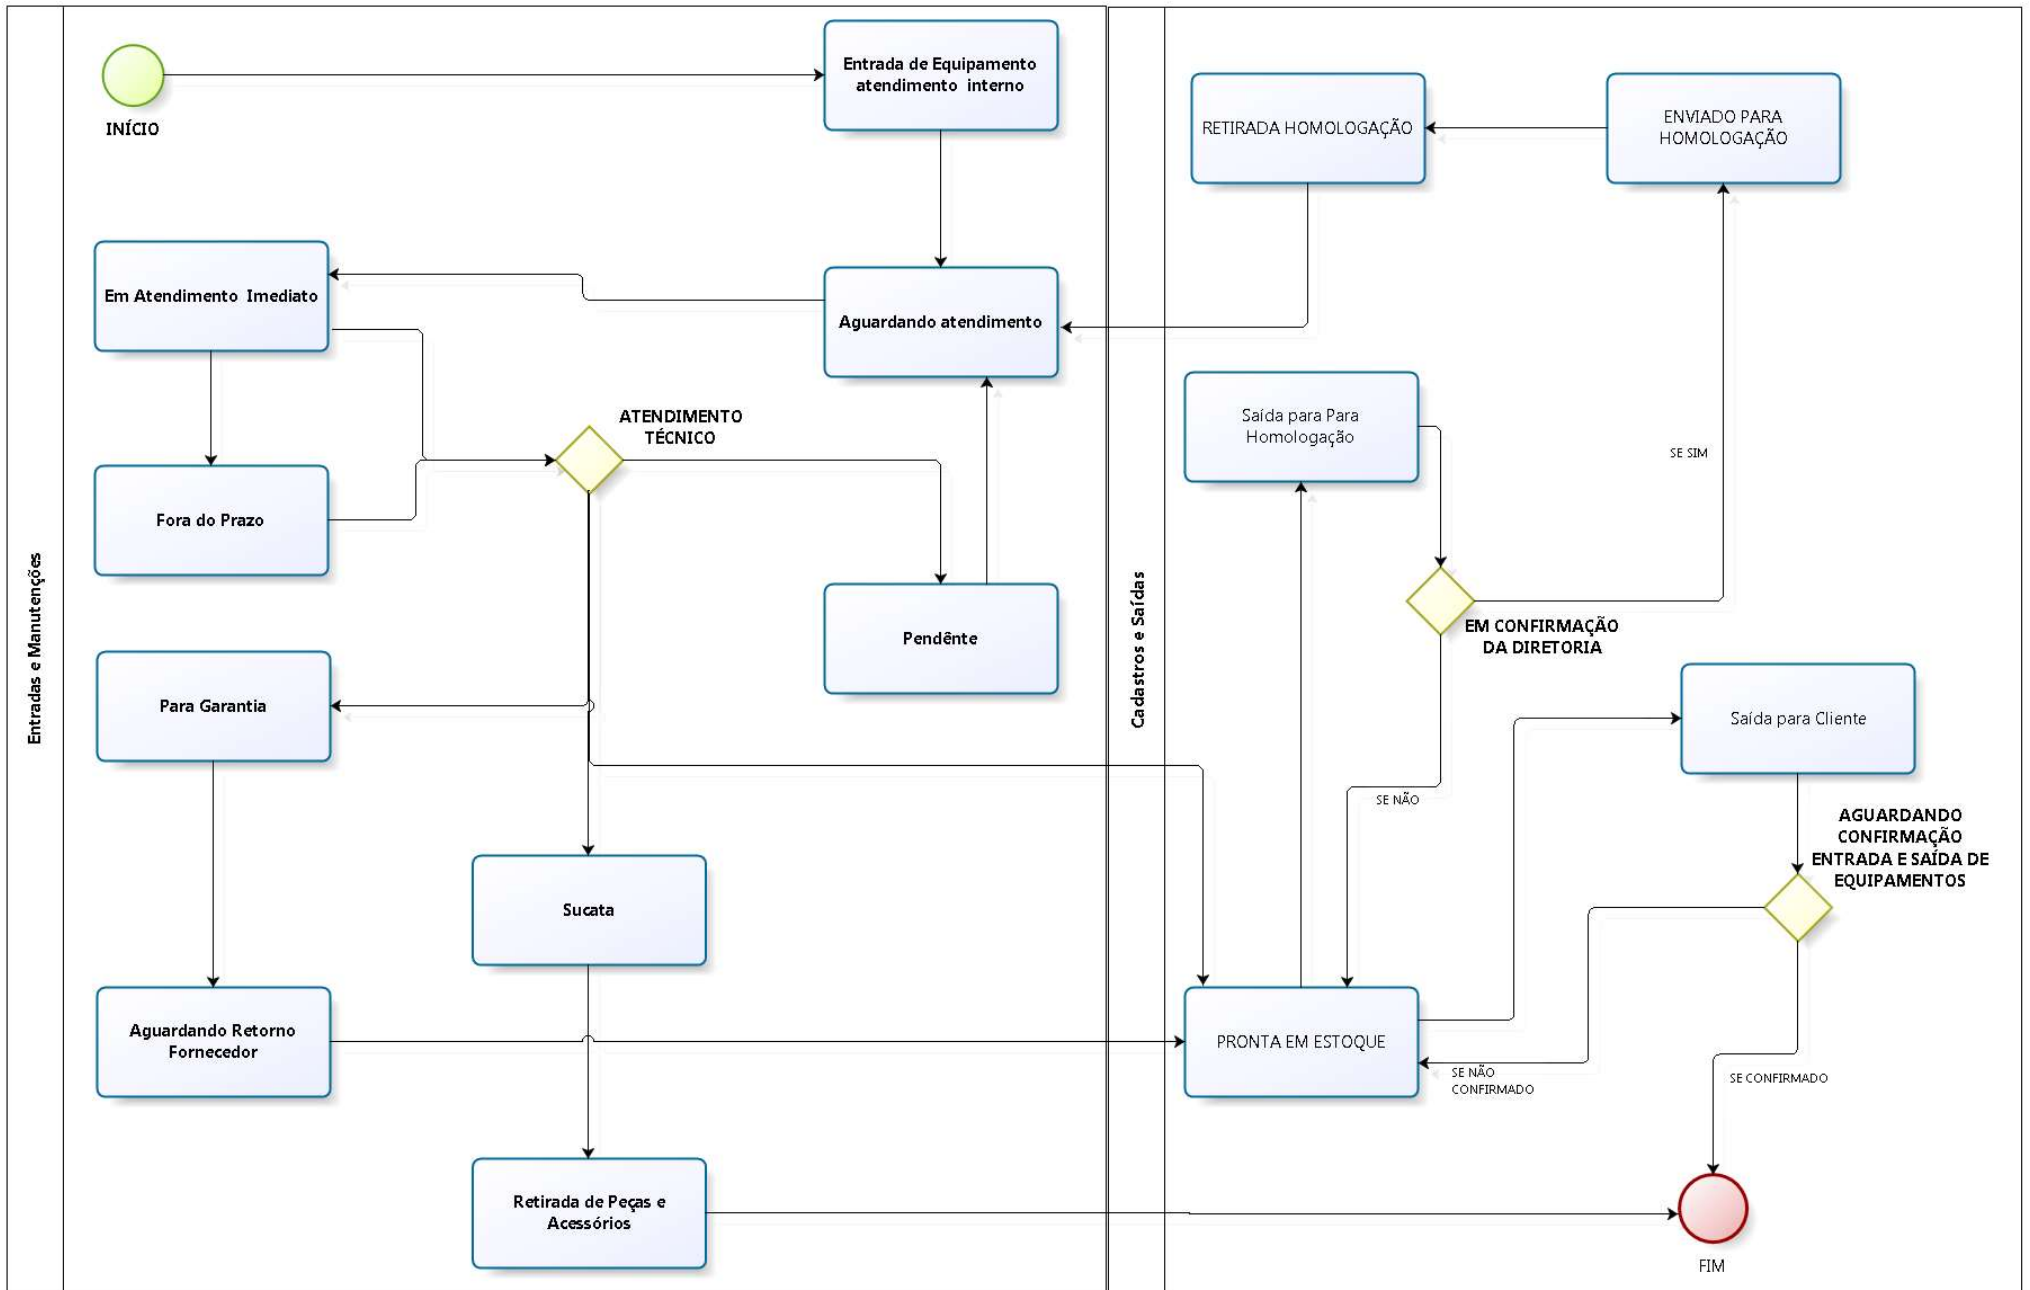 Entradas e Manutenções
INÍCIO
Entrada de Equipamento
atendimento interno
Em Atendimento Imediato
Aguardando atendimento
ATENDIMENTO
TÉCNICO
Fora do Prazo
Pendênte
Para Garantia
Sucata
Aguardando Retorno
Fornecedor
Retirada de Peças e
Acessórios
Cadastros e Saídas
RETIRADA HOMOLOGAÇÃO
ENVIADO PARA
HOMOLOGAÇÃO
Saída para Para
Homologação
SE SIM
EM CONFIRMAÇÃO
DA DIRETORIA
Saída para Cliente
SE NÃO
AGUARDANDO
CONFIRMAÇÃO
ENTRADA E SAÍDA DE
EQUIPAMENTOS
PRONTA EM ESTOQUE
SE NÃO
CONFIRMADO
SE CONFIRMADO
FIM